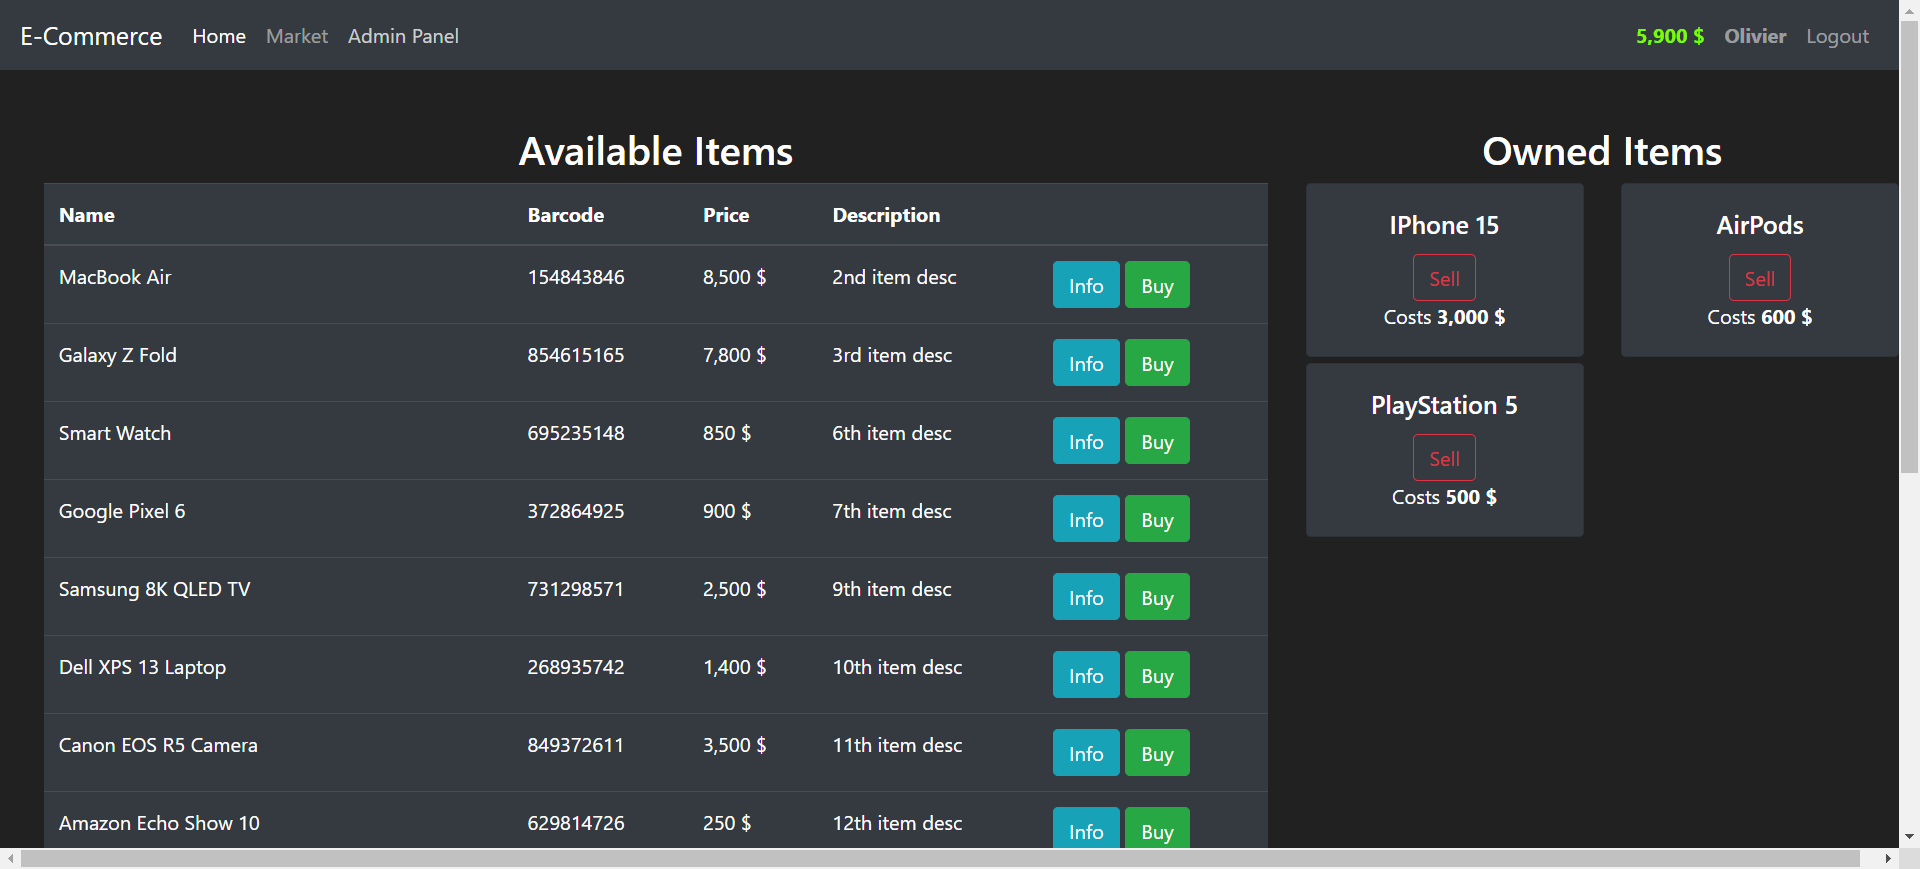 E-Commerce Home Market Admin Panel 5,900 $ Olivier Logout
Available Items
Name Barcode Price Description
MacBook Air 154843846 8,500 $ 2nd item desc Info Buy
Galaxy Z Fold 854615165 7,800 $ 3rd item desc Info Buy
Smart Watch 695235148 850 $ 6th item desc Info Buy
Google Pixel 6 372864925 900 $ 7th item desc Info Buy
Samsung 8K QLED TV 731298571 2,500 $ 9th item desc Info Buy
Dell XPS 13 Laptop 268935742 1,400 $ 10th item desc Info Buy
Canon EOS R5 Camera 849372611 3,500 $ 11th item desc Info Buy
Amazon Echo Show 10 629814726 250 $ 12th item desc Info Buy
Owned Items
IPhone 15
Sell
Costs 3,000 $
AirPods
Sell
Costs 600 $
PlayStation 5
Sell
Costs 500 $